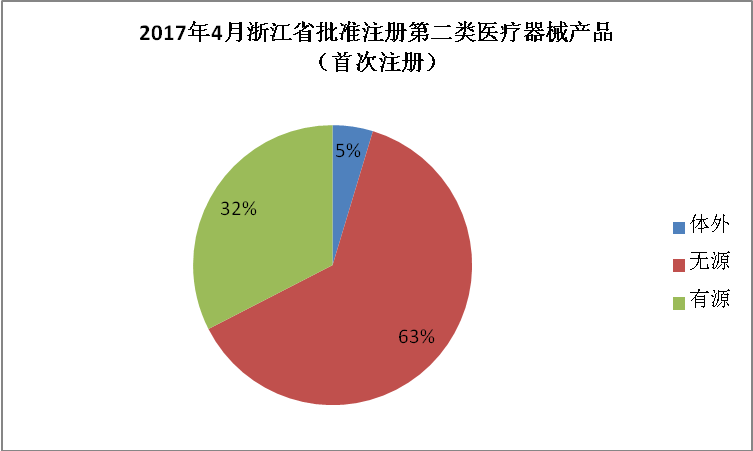 2017年4月浙江省批准注册第二类医疗器械产品
（首次注册）
5%
32%
63%
体外
无源
有源